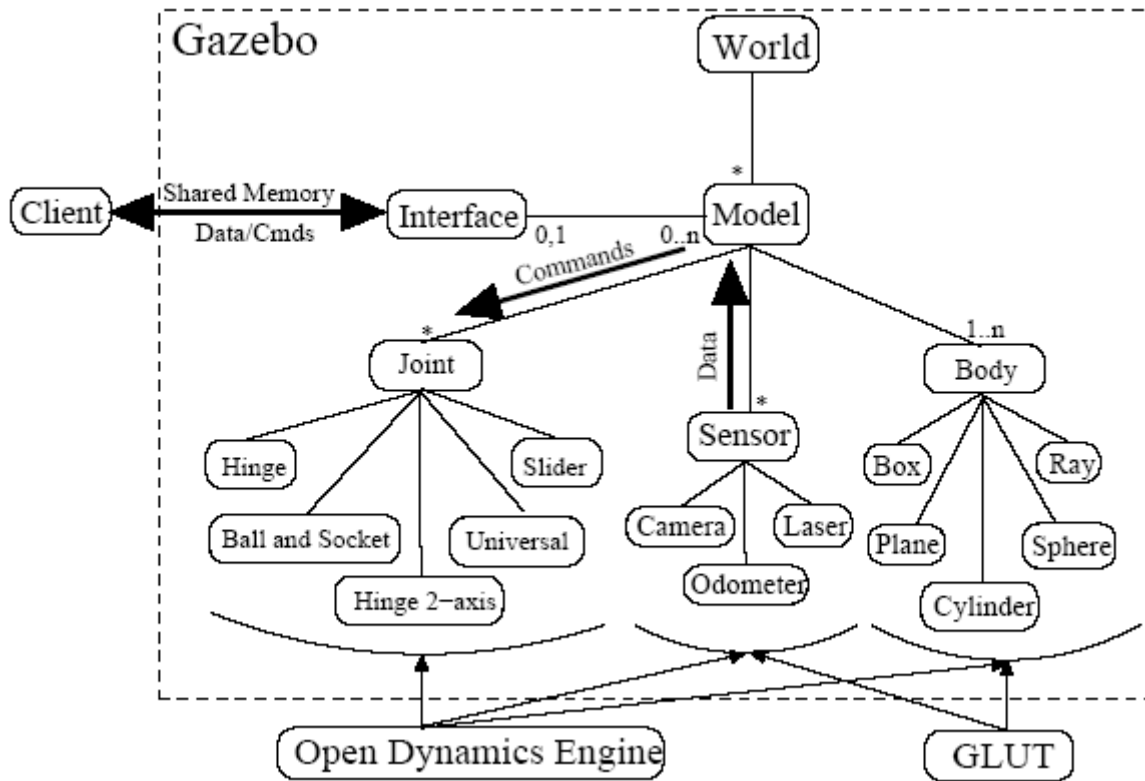 Gazebo
World
*
Client
Shared Memory
Data/Cmds
Interface
Model
0,1
0..n
Commands
Data
*
Joint
*
Sensor
1..n
Body
Hinge
Slider
Ball and Socket
Universal
Hinge 2−axis
Camera
Laser
Odometer
Box
Ray
Plane
Sphere
Cylinder
Open Dynamics Engine
GLUT